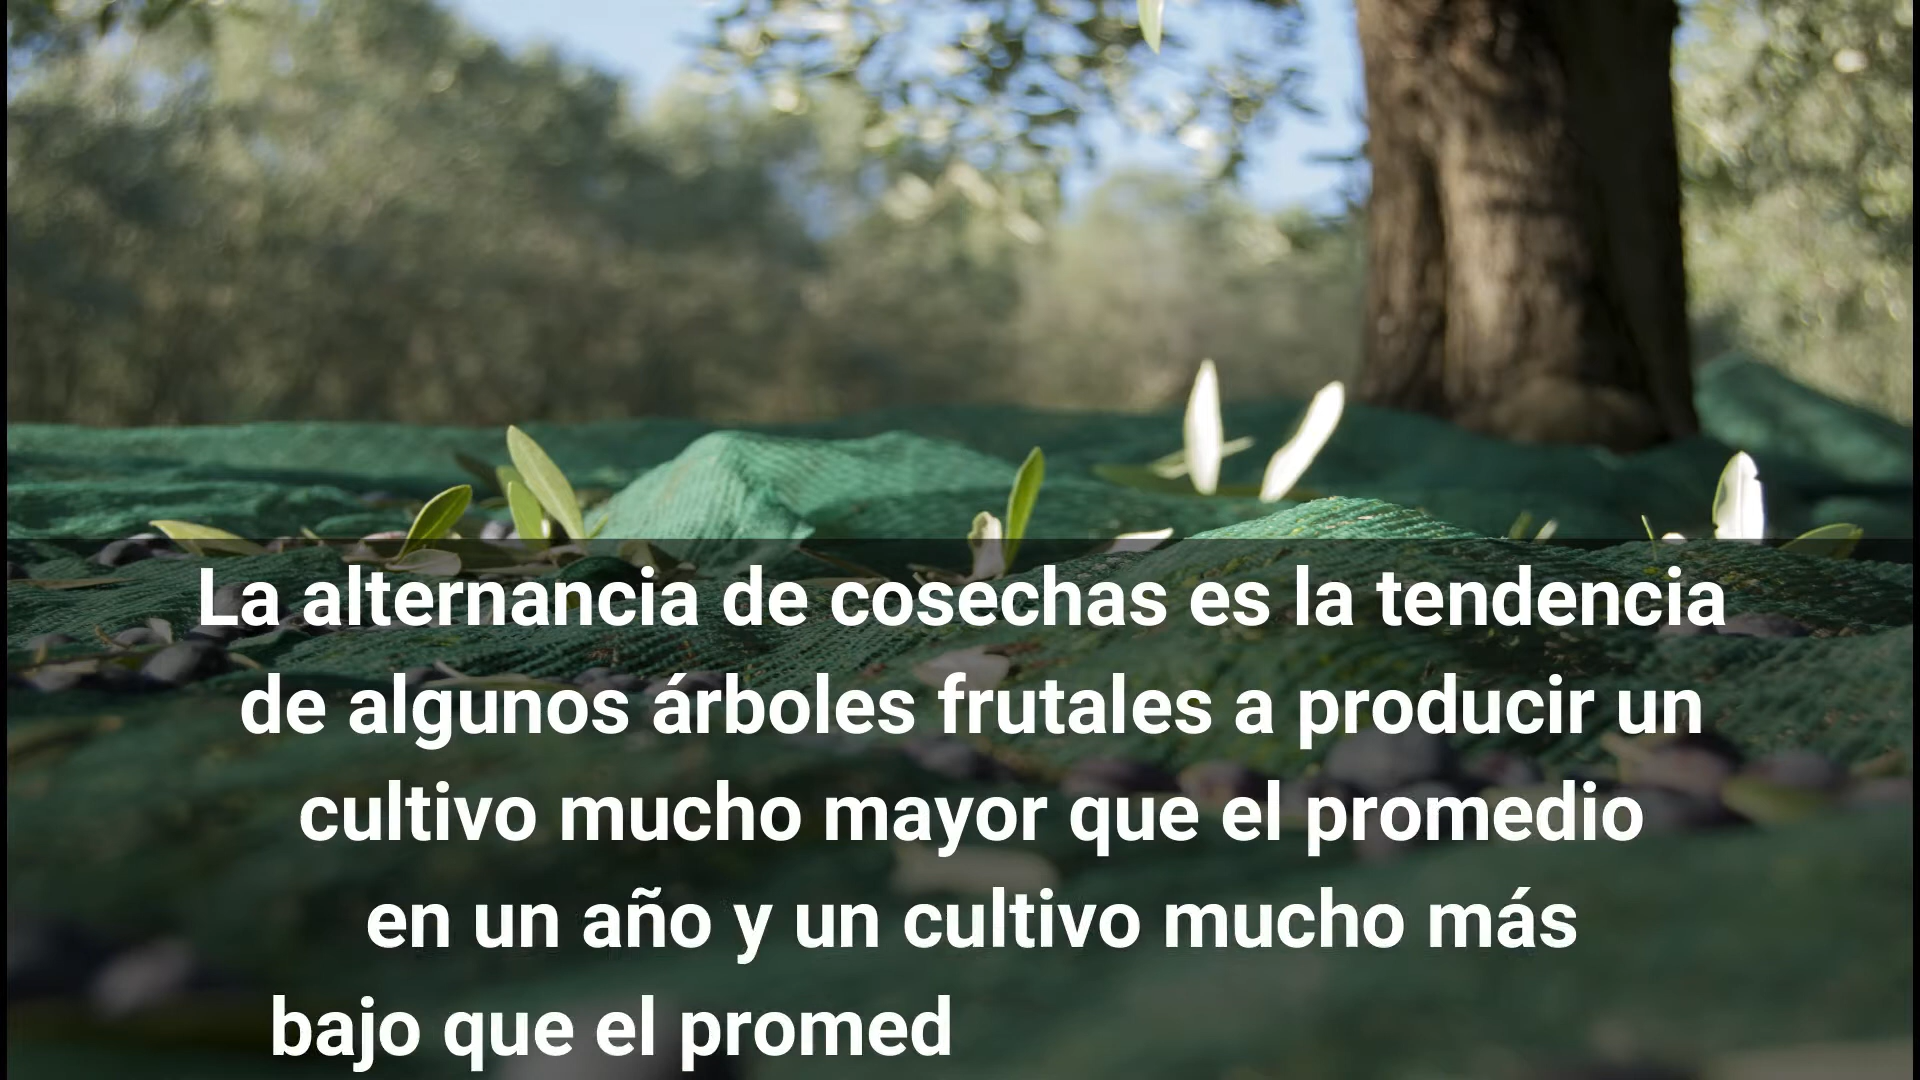 La alternancia de cosechas es la tendencia
de algunos árboles frutales a producir un
cultivo mucho mayor que el promedio
en un año y un cultivo mucho más
bajo que el promed